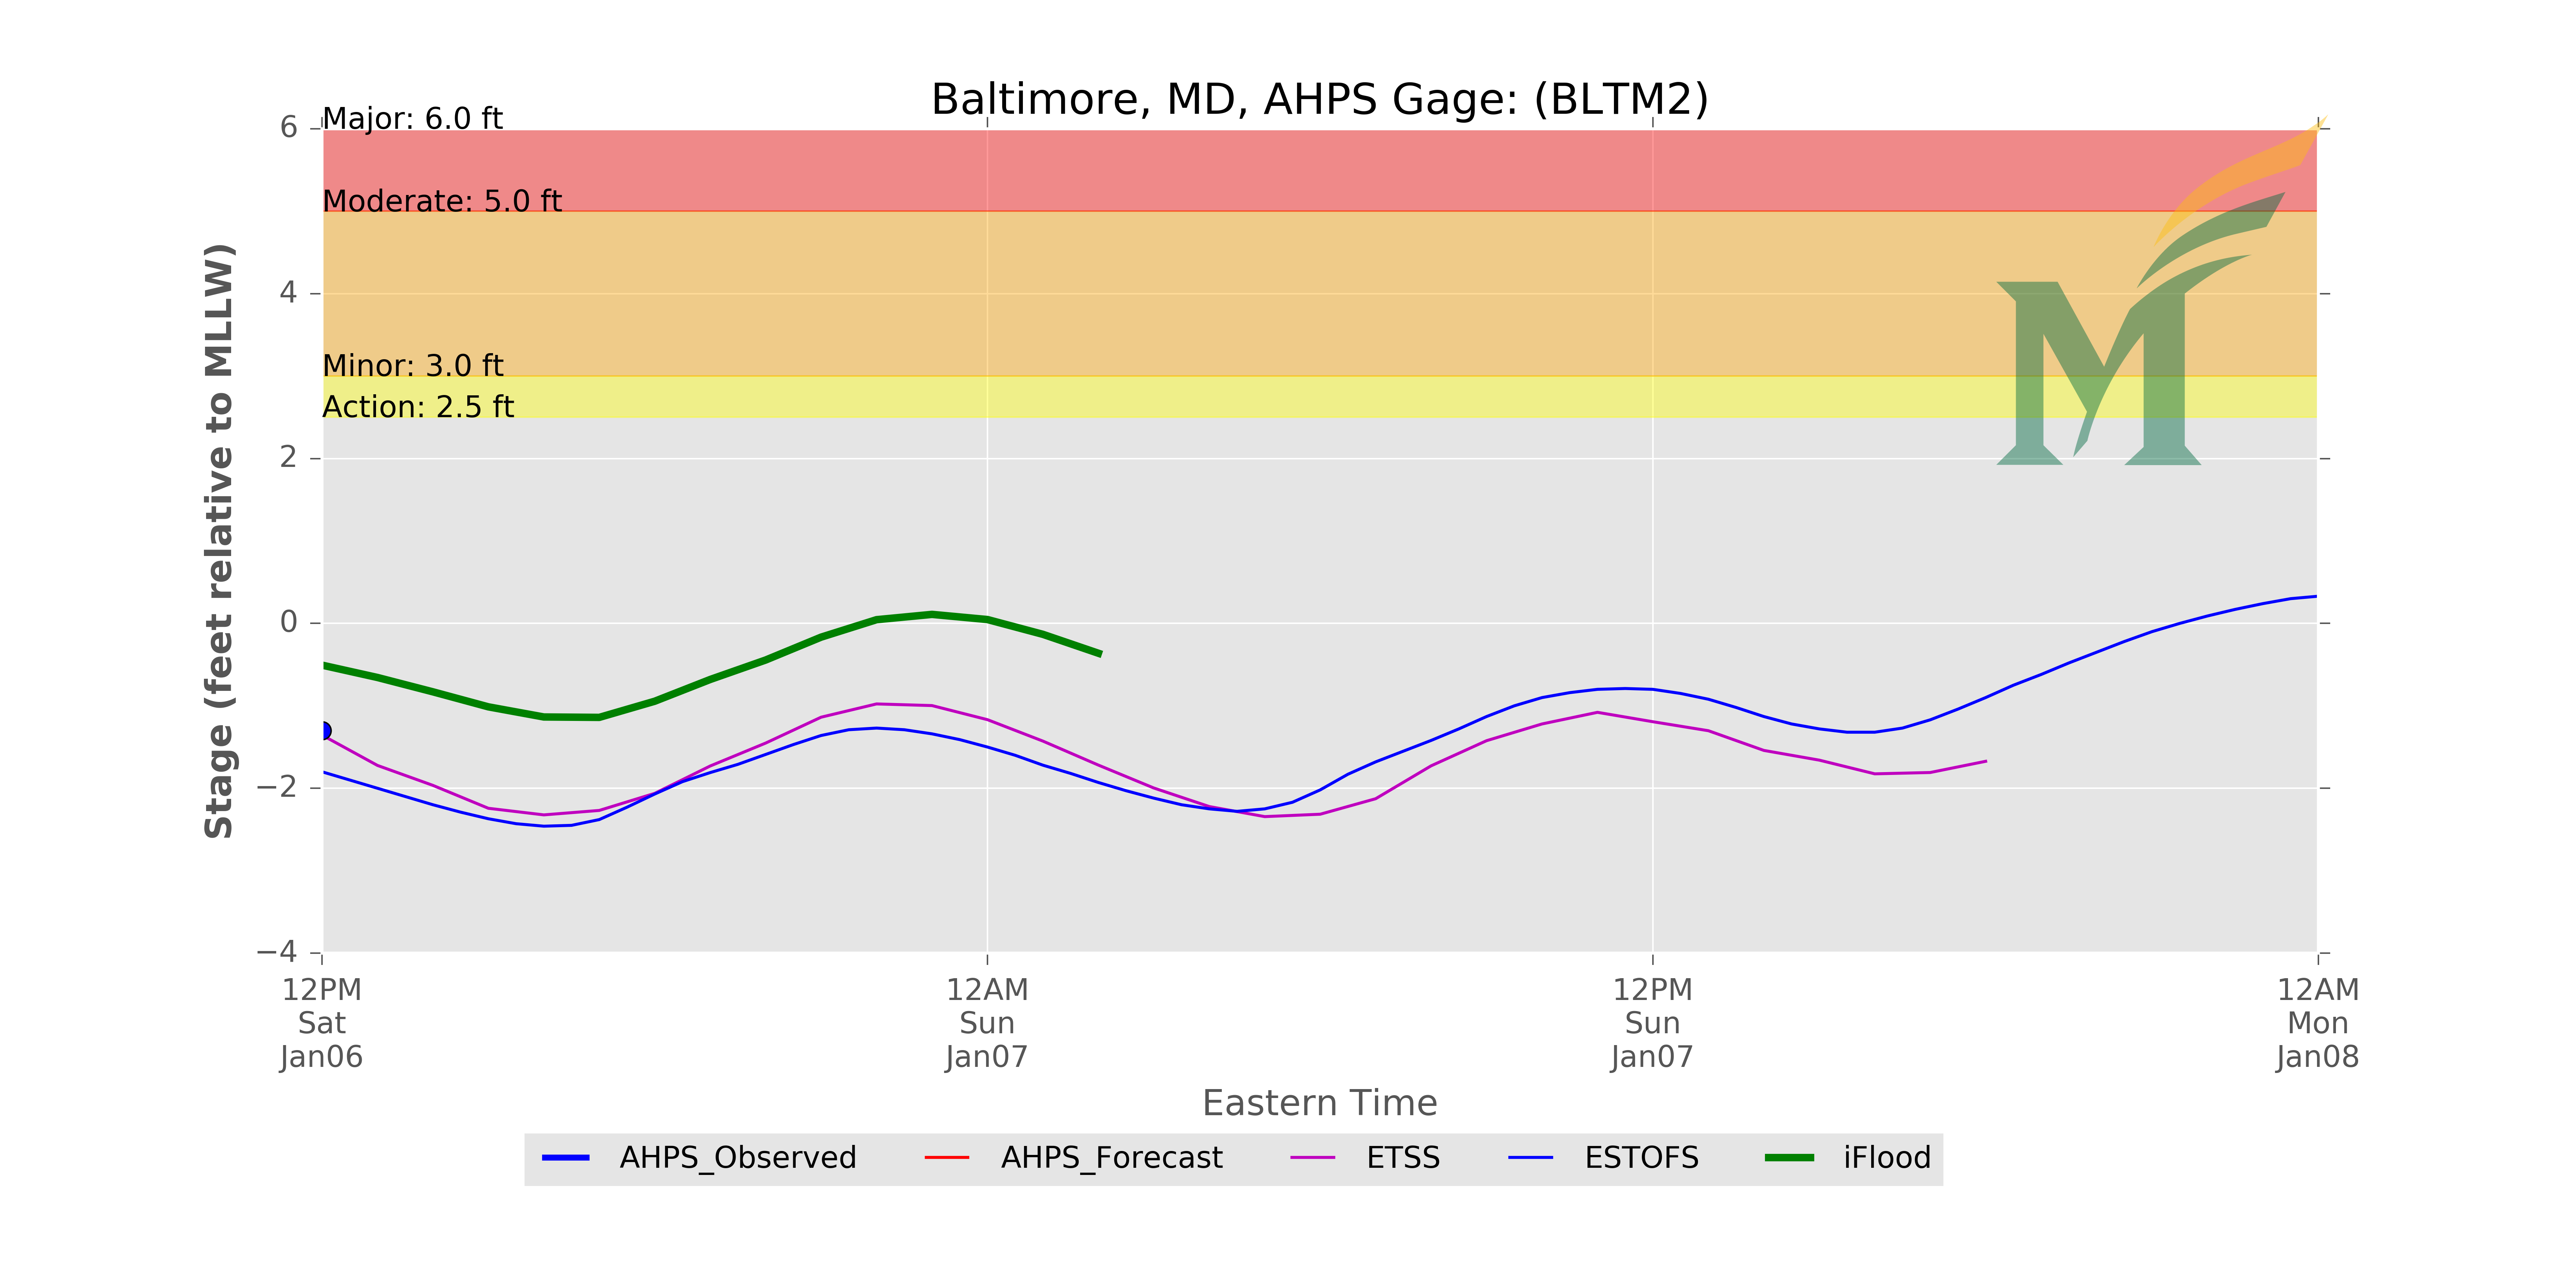 Baltimore, MD, AHPS Gage: (BLTM2)
Major: 6.0 ft
Moderate: 5.0 ft
Minor: 3.0 ft
Action: 2.5 ft
Stage (feet relative to MLLW)
6
4
2
0
−2
−4
12PM
Sat
Jan06
12AM
Sun
Jan07
12PM
Sun
Jan07
12AM
Mon
Jan08
Eastern Time
AHPS_Observed AHPS_Forecast ETSS ESTOFS iFlood
M